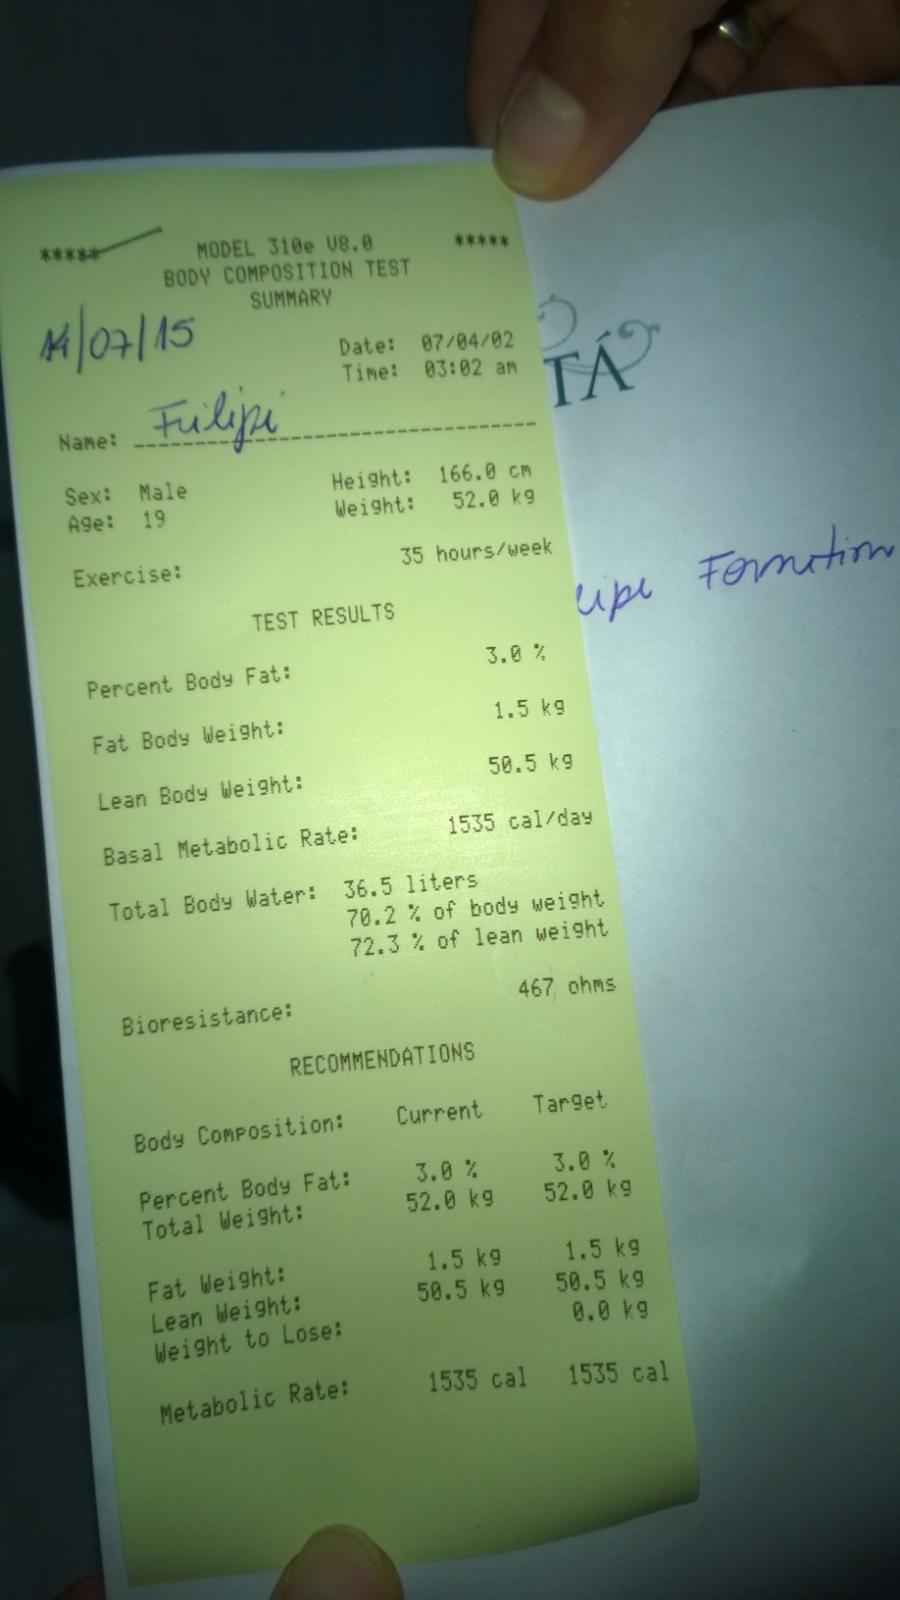 ***** MODEL 310e V8.0 *****
BODY COMPOSITION TEST
SUMMARY
14/07/15
Date: 07/04/02
Time: 03:02 am
TÁ
Name: Filipi
Sex: Male Height: 166.0 cm
Age: 19 Weight: 52.0 kg
Exercise: 35 hours/week
lipi
TEST RESULTS
Percent Body Fat: 3.0 %
Fat Body Weight: 1.5 kg
Lean Body Weight: 50.5 kg
Basal Metabolic Rate: 1535 cal/day
Total Body Water: 36.5 liters
70.2 % of body weight
72.3 % of lean weight
Bioresistance: 467 ohms
RECOMMENDATIONS
Body Composition: Current Target
Percent Body Fat: 3.0 % 3.0 %
Total Weight: 52.0 kg 52.0 kg
Fat Weight: 1.5 kg 1.5 kg
Lean Weight: 50.5 kg 50.5 kg
Weight to Lose: 0.0 kg
Metabolic Rate: 1535 cal 1535 cal